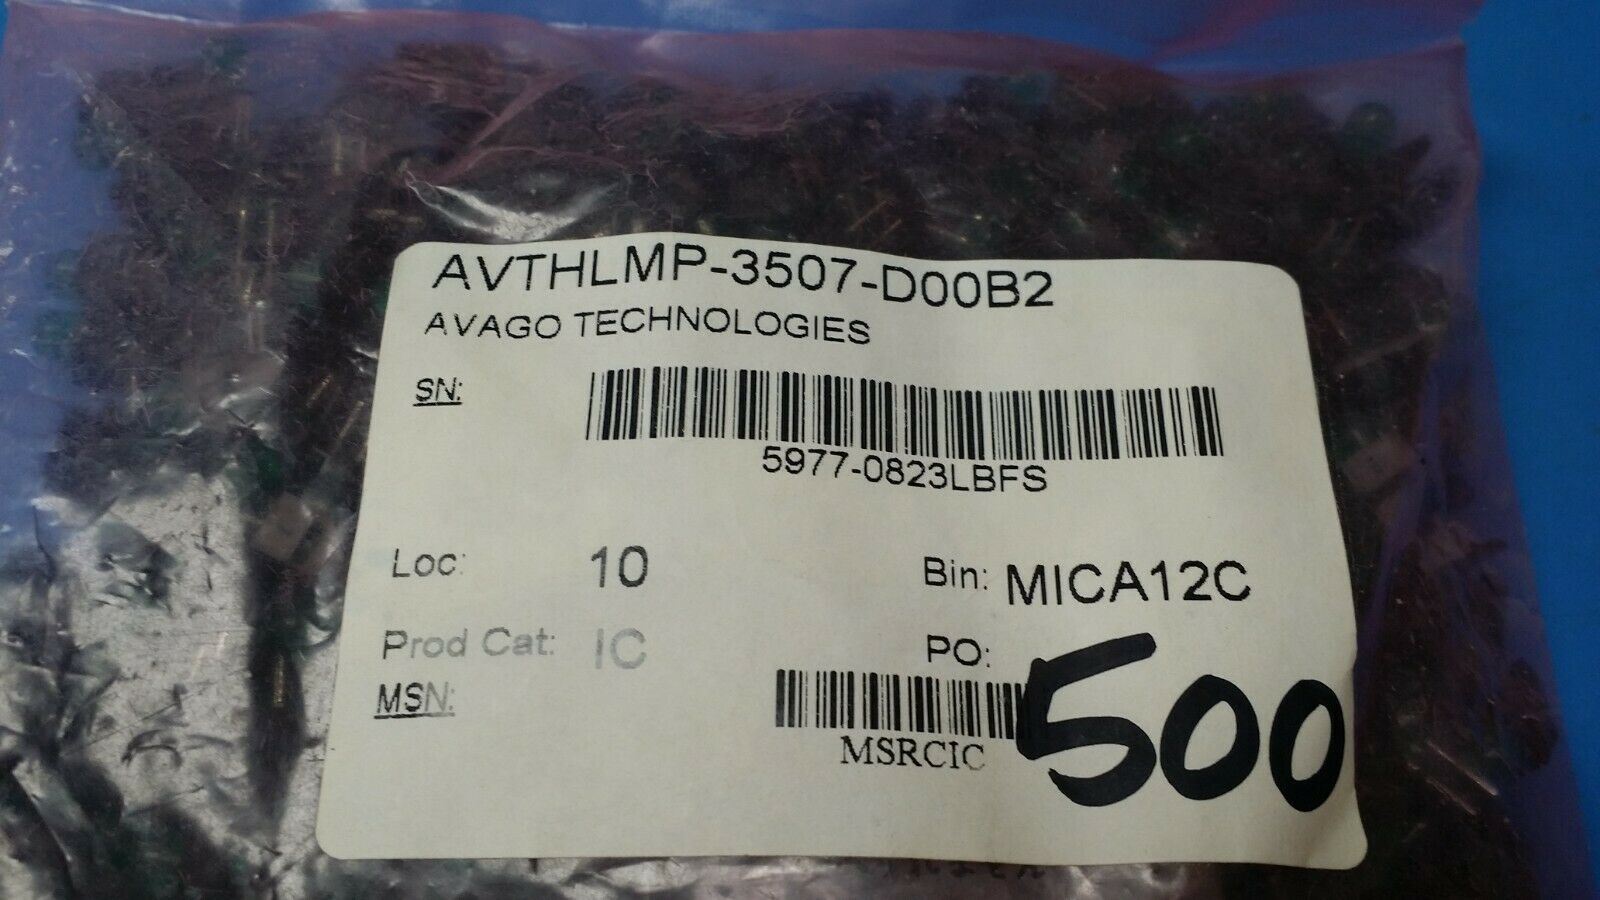 AVTHLMP-3507-D00B2
AVAGO TECHNOLOGIES
SN:
5977-0823LBFS
Loc: 10 Bin: MICA12C
Prod Cat: IC PO:
MSN:
MSRCIC
500